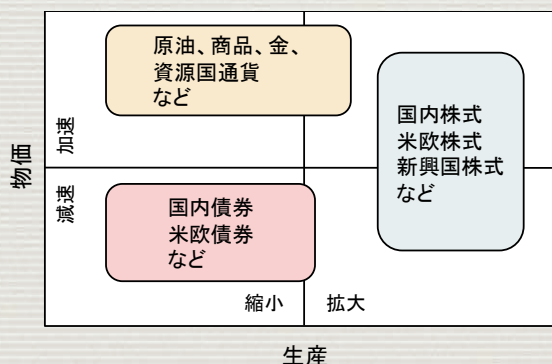 物価
加速
減速
原油、商品、金、
資源国通貨
など
国内株式
米欧株式
新興国株式
など
国内債券
米欧債券
など
縮小
拡大
生産